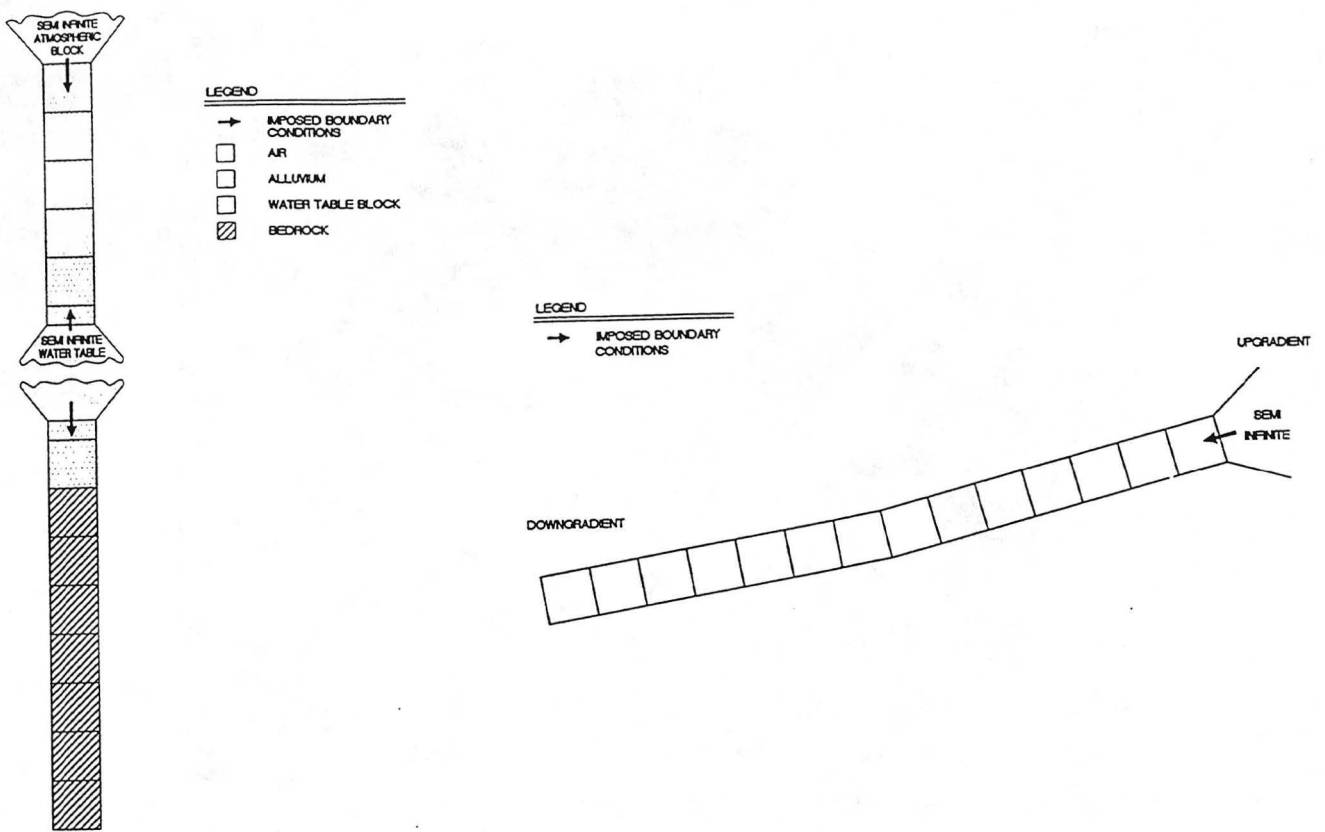 SEMI INFINITE
ATMOSPHERIC
BLOCK
LEGEND
IMPOSED BOUNDARY
CONDITIONS
AIR
ALLUVIUM
WATER TABLE BLOCK
BEDROCK
SEMI INFINITE
WATER TABLE
LEGEND
IMPOSED BOUNDARY
CONDITIONS
UPGRADIENT
SEMI
INFINITE
DOWNGRADIENT